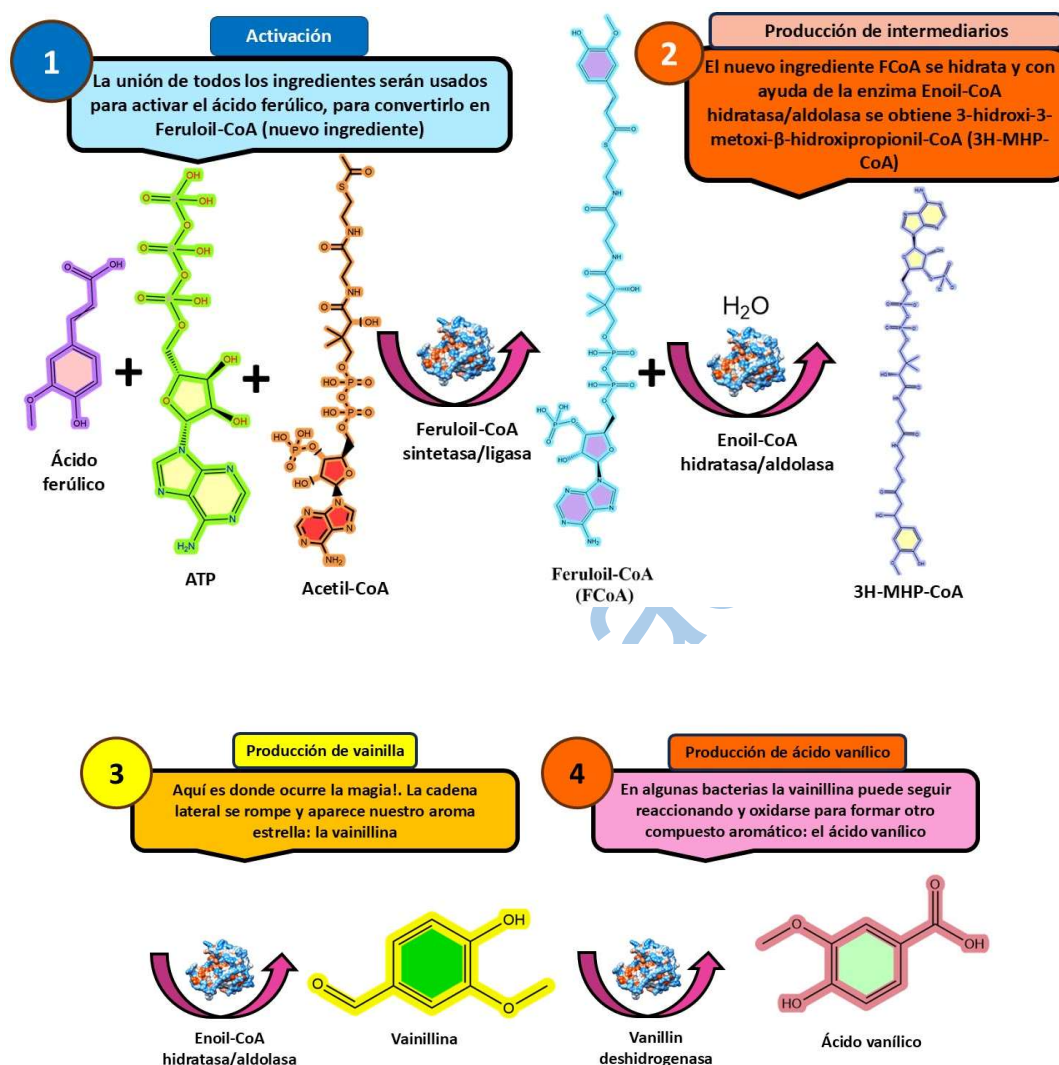 1
Activación
La unión de todos los ingredientes serán usados
para activar el ácido ferúlico, para convertirlo en
Feruloil-CoA (nuevo ingrediente)
2
Producción de intermediarios
El nuevo ingrediente FCoA se hidrata y con
ayuda de la enzima Enoil-CoA
hidratasa/aldolasa se obtiene 3-hidroxi-3-
metoxi-β-hidroxipropionil-CoA (3H-MHP-
CoA)
Ácido
ferúlico
+
ATP
+
Acetil-CoA
Feruloil-CoA
sintetasa/ligasa
Feruloil-CoA
(FCoA)
+
H₂O
Enoil-CoA
hidratasa/aldolasa
3H-MHP-CoA
3
Producción de vainilla
Aquí es donde ocurre la magia!. La cadena
lateral se rompe y aparece nuestro aroma
estrella: la vainillina
4
Producción de ácido vanílico
En algunas bacterias la vainillina puede seguir
reaccionando y oxidarse para formar otro
compuesto aromático: el ácido vanílico
Enoil-CoA
hidratasa/aldolasa
Vainillina
Vanillin
deshidrogenasa
Ácido vanílico